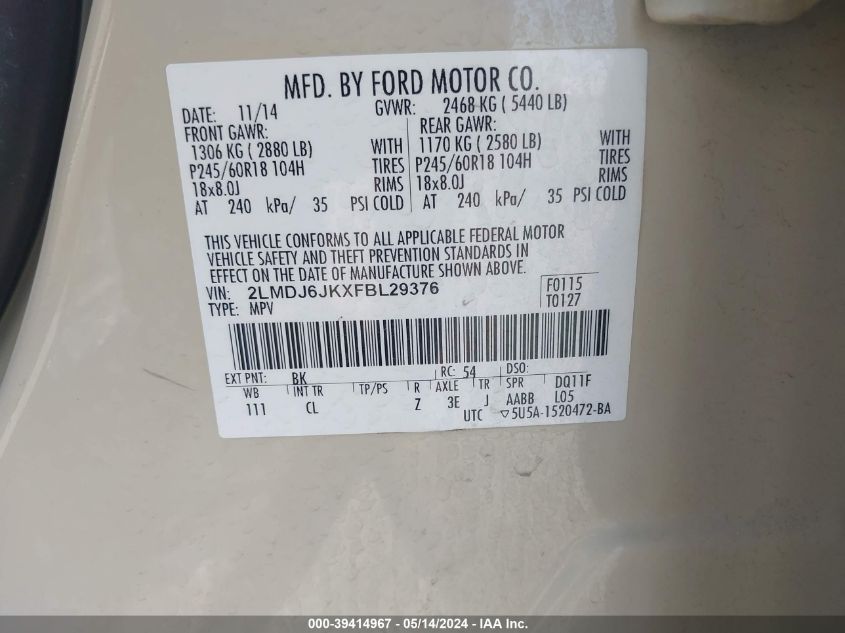 MFD. BY FORD MOTOR CO.
DATE: 11/14 GVWR: 2468 KG ( 5440 LB)
FRONT GAWR: REAR GAWR:
1306 KG ( 2880 LB) WITH 1170 KG ( 2580 LB) WITH
P245/60R18 104H TIRES P245/60R18 104H TIRES
18x8.0J RIMS 18x8.0J RIMS
AT 240 kPa/ 35 PSI COLD AT 240 kPa/ 35 PSI COLD
THIS VEHICLE CONFORMS TO ALL APPLICABLE FEDERAL MOTOR
VEHICLE SAFETY AND THEFT PREVENTION STANDARDS IN
EFFECT ON THE DATE OF MANUFACTURE SHOWN ABOVE.
VIN: 2LMDJ6JKXFBL29376 F0115
TYPE: MPV T0127
EXT PNT: BK RC: 54 DSO:
WB INT TR TP/PS R AXLE TR SPR DQ11F
111 CL Z 3E J AABB L05
UTC ▽5U5A-1520472-BA
000-39414967 - 05/14/2024 - IAA Inc.